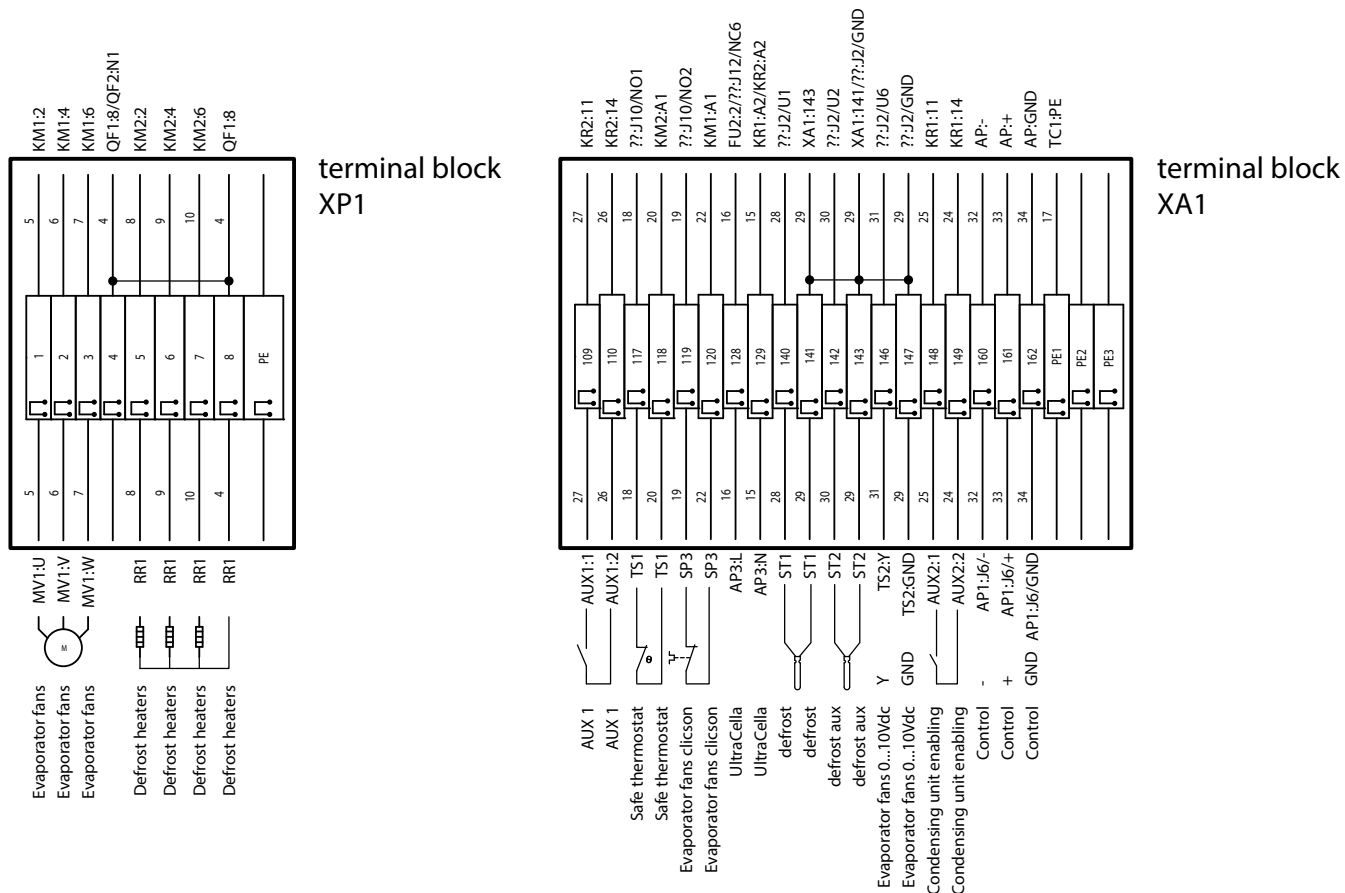 KM1:2
KM1:4
KM1:6
QF1:8/QF2:N1
KM2:2
KM2:4
KM2:6
QF1:8
terminal block
XP1
5
6
7
4
8
9
10
4
1
2
3
4
5
6
7
8
PE
5
6
7
8
9
10
4
MV1:U
MV1:V
MV1:W
RR1
RR1
RR1
RR1
M
Evaporator fans
Evaporator fans
Evaporator fans
Defrost heaters
Defrost heaters
Defrost heaters
Defrost heaters
KR2:11
KR2:14
??:J10/NO1
KM2:A1
??:J10/NO2
KM1:A1
FU2:2/??:J12/NC6
KR1:A2/KR2:A2
??:J2/U1
XA1:143
??:J2/U2
XA1:141/??:J2/GND
??:J2/U6
??:J2/GND
KR1:11
KR1:14
AP:-
AP:+
AP:GND
TC1:PE
terminal block
XA1
27
26
18
20
19
22
16
15
28
29
30
29
31
29
25
24
32
33
34
17
109
110
117
118
119
120
128
129
140
141
142
143
146
147
148
149
160
161
162
PE1
PE2
PE3
27
26
18
20
19
22
16
15
28
29
30
29
31
29
25
24
32
33
34
AUX1:1
AUX1:2
TS1
TS1
SP3
SP3
AP3:L
AP3:N
ST1
ST1
ST2
ST2
TS2:Y
TS2:GND
AUX2:1
AUX2:2
AP1:J6/-
AP1:J6/+
AP1:J6/GND
θ
AUX 1
AUX 1
Safe thermostat
Safe thermostat
Evaporator fans clicson
Evaporator fans clicson
UltraCella
UltraCella
defrost
defrost
defrost aux
defrost aux
Evaporator fans 0...10Vdc Y
Evaporator fans 0...10Vdc GND
Condensing unit enabling
Condensing unit enabling
Control -
Control +
Control GND